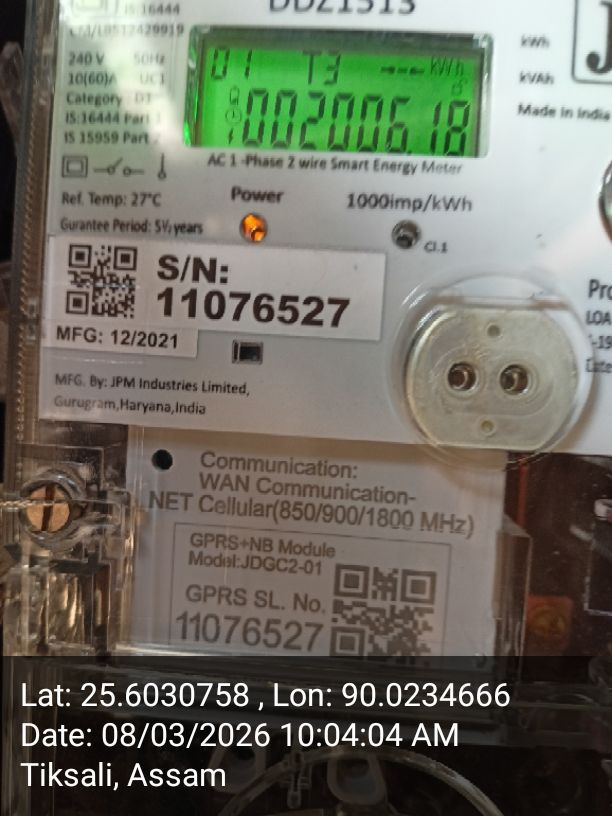 IS:16444
DDZ1513
CM/L8512429919
240 V 50Hz
10(60)A UC1
Category D1
IS:16444 Part 1
IS 15959 Part 2
01 T3 kWh
002006.18
kWh
kVAh
Made in India
AC 1 -Phase 2 wire Smart Energy Meter
Ref. Temp: 27°C
Gurantee Period: 5½ years
Power
1000imp/kWh
Cl.1
S/N:
11076527
MFG: 12/2021
MFG. By: JPM Industries Limited,
Gurugram,Haryana,India
Communication:
WAN Communication-
NET Cellular(850/900/1800 MHz)
GPRS+NB Module
Model:JDGC2-01
GPRS SL. No.
11076527
Lat: 25.6030758 , Lon: 90.0234666
Date: 08/03/2026 10:04:04 AM
Tiksali, Assam